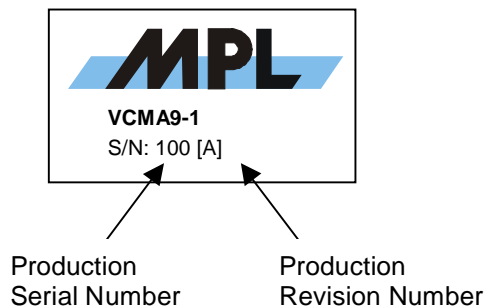 MPL
VCMA9-1
S/N: 100 [A]
Production
Serial Number
Production
Revision Number